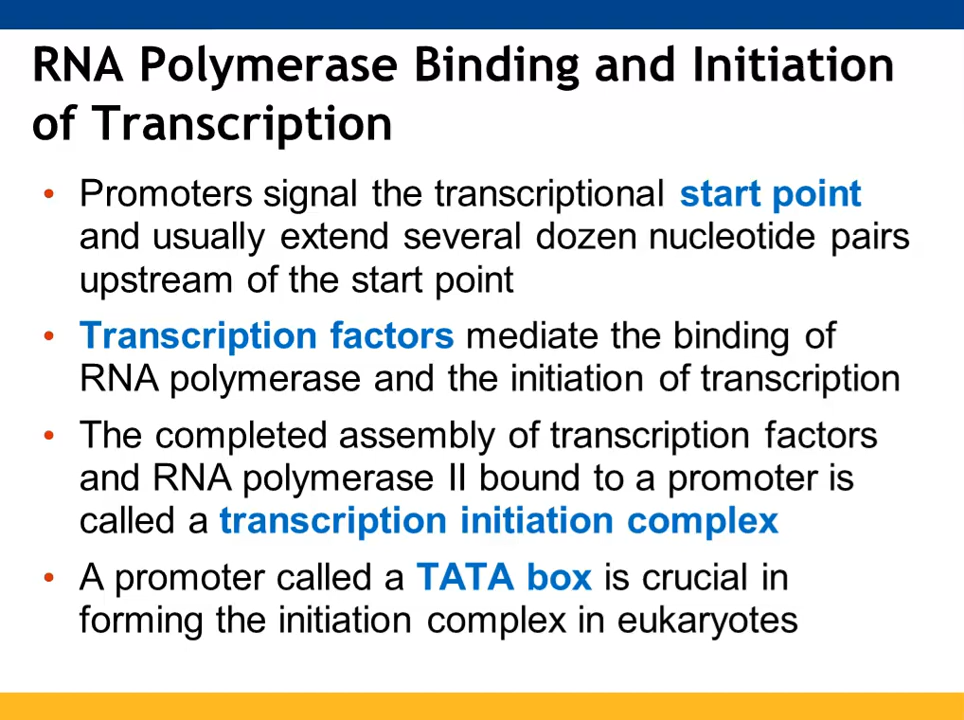 RNA Polymerase Binding and Initiation
of Transcription
• Promoters signal the transcriptional start point
and usually extend several dozen nucleotide pairs
upstream of the start point
• Transcription factors mediate the binding of
RNA polymerase and the initiation of transcription
• The completed assembly of transcription factors
and RNA polymerase II bound to a promoter is
called a transcription initiation complex
• A promoter called a TATA box is crucial in
forming the initiation complex in eukaryotes